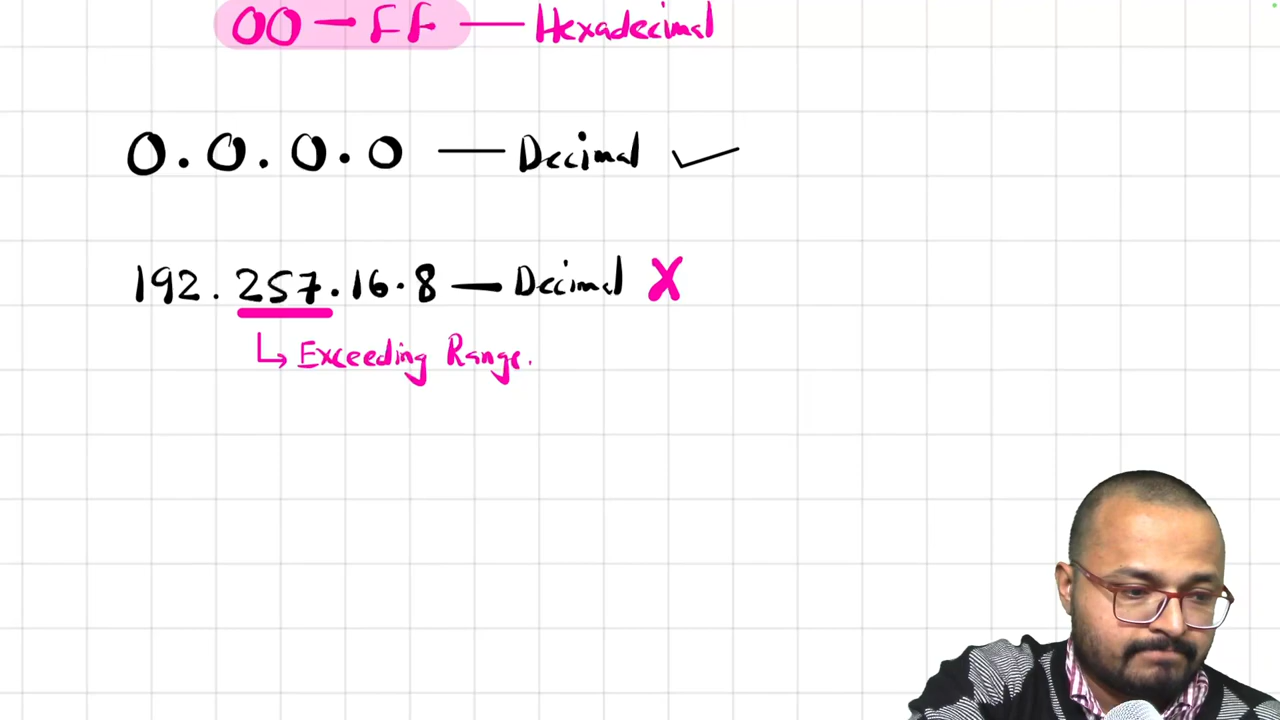 00 — FF — Hexadecimal
0.0.0.0 — Decimal ✓
192.257.16.8 — Decimal X
↳ Exceeding Range.